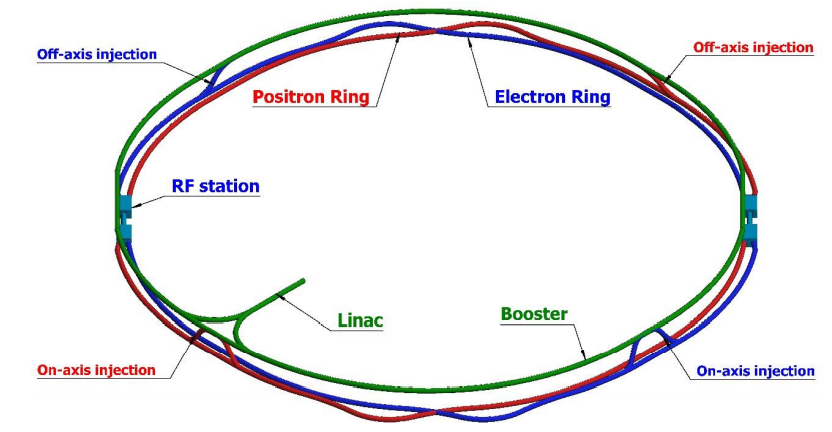 Off-axis injection
Off-axis injection
Positron Ring
Electron Ring
RF station
Linac
Booster
On-axis injection
On-axis injection